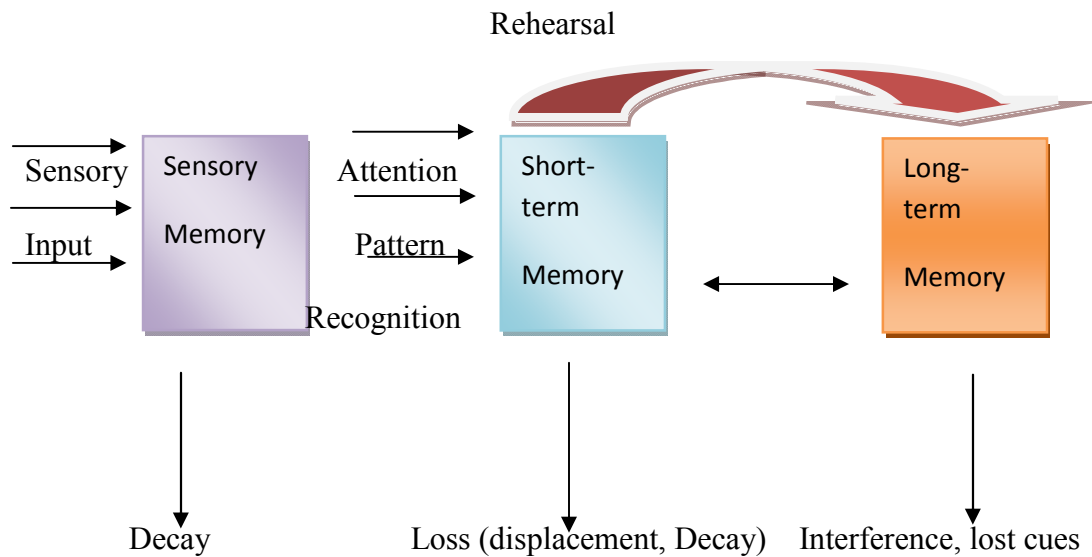 Rehearsal
Sensory
Input
Sensory
Memory
Attention
Pattern
Recognition
Short-
term
Memory
Long-
term
Memory
Decay
Loss (displacement, Decay)
Interference, lost cues